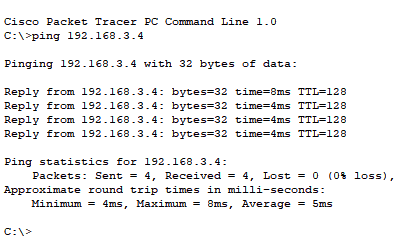 Cisco Packet Tracer PC Command Line 1.0
C:\>ping 192.168.3.4
Pinging 192.168.3.4 with 32 bytes of data:
Reply from 192.168.3.4: bytes=32 time=8ms TTL=128
Reply from 192.168.3.4: bytes=32 time=4ms TTL=128
Reply from 192.168.3.4: bytes=32 time=4ms TTL=128
Reply from 192.168.3.4: bytes=32 time=4ms TTL=128
Ping statistics for 192.168.3.4:
    Packets: Sent = 4, Received = 4, Lost = 0 (0% loss),
Approximate round trip times in milli-seconds:
    Minimum = 4ms, Maximum = 8ms, Average = 5ms
C:\>